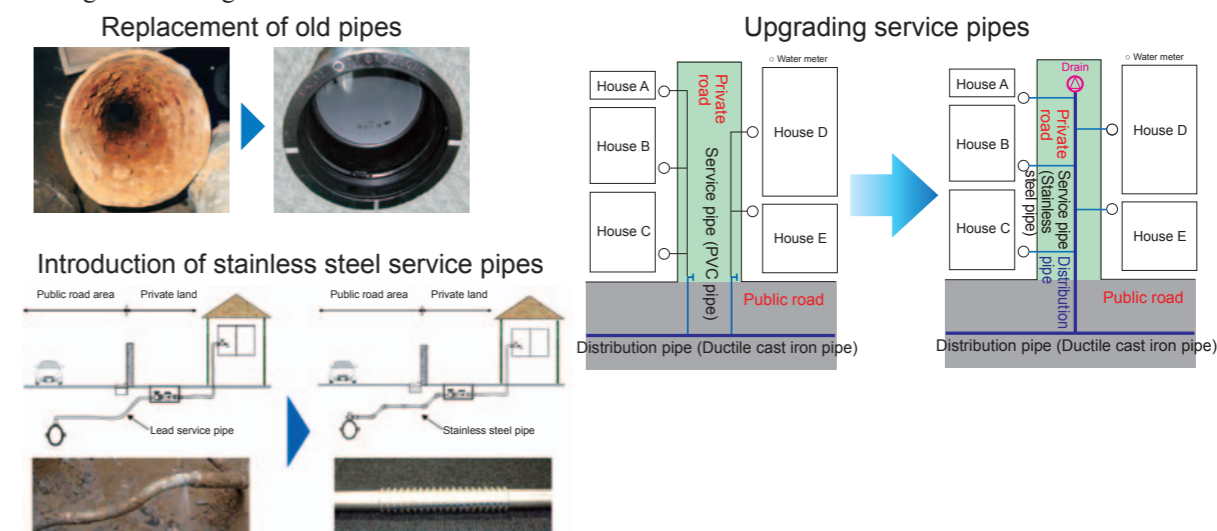 Replacement of old pipes
Introduction of stainless steel service pipes
Public road area
Private land
Lead service pipe
Public road area
Private land
Stainless steel pipe
Upgrading service pipes
○ Water meter
House A
House B
House C
Private
road
Service pipe (PVC pipe)
House D
House E
Public road
Distribution pipe (Ductile cast iron pipe)
○ Water meter
Drain
House A
House B
House C
Private
road
Service pipe
(Stainless
steel pipe)
Distribution
pipe
House D
House E
Public road
Distribution pipe (Ductile cast iron pipe)